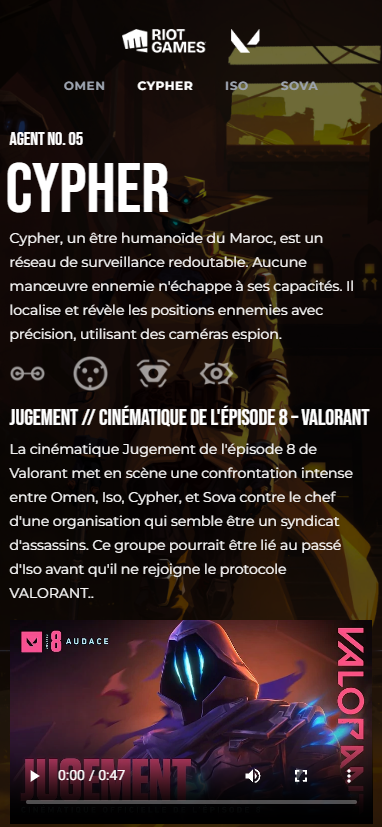 RIOT
GAMES
OMEN CYPHER ISO SOVA
AGENT NO. 05
CYPHER
Cypher, un être humanoïde du Maroc, est un
réseau de surveillance redoutable. Aucune
manœuvre ennemie n'échappe à ses capacités. Il
localise et révèle les positions ennemies avec
précision, utilisant des caméras espion.
JUGEMENT // CINÉMATIQUE DE L'ÉPISODE 8 – VALORANT
La cinématique Jugement de l'épisode 8 de
Valorant met en scène une confrontation intense
entre Omen, Iso, Cypher, et Sova contre le chef
d'une organisation qui semble être un syndicat
d'assassins. Ce groupe pourrait être lié au passé
d'Iso avant qu'il ne rejoigne le protocole
VALORANT..
8 AUDACE
VALORANT
JUGEMENT
0:00 / 0:47